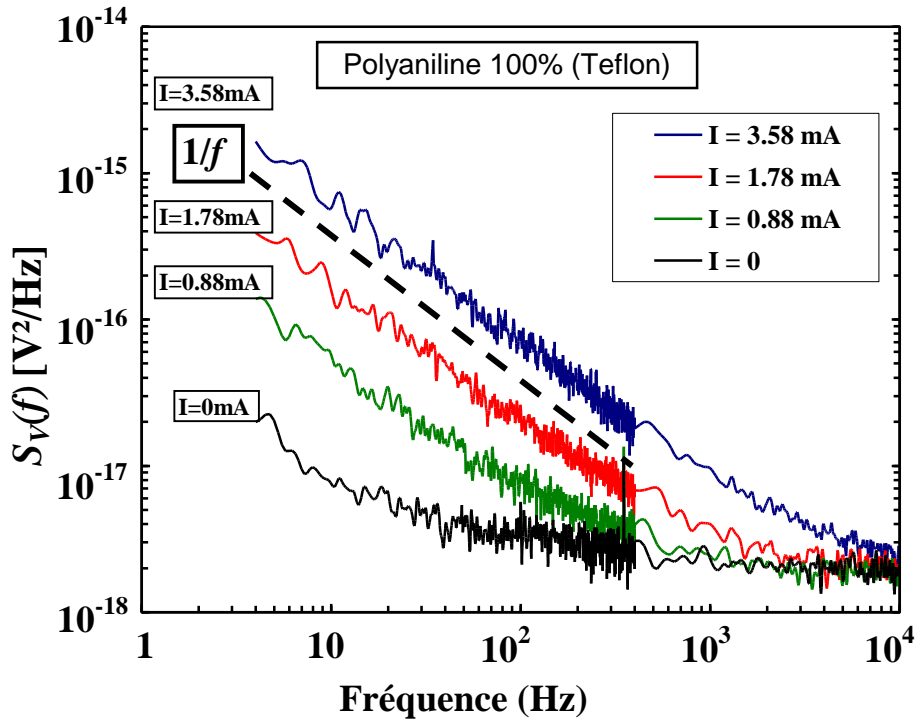 10⁻¹⁴
Polyaniline 100% (Teflon)
I=3.58mA
I = 3.58 mA
I = 1.78 mA
I = 0.88 mA
I = 0
1/f
10⁻¹⁵
I=1.78mA
I=0.88mA
10⁻¹⁶
I=0mA
10⁻¹⁷
10⁻¹⁸
S_V(f) [V²/Hz]
1 10 10² 10³ 10⁴
Fréquence (Hz)